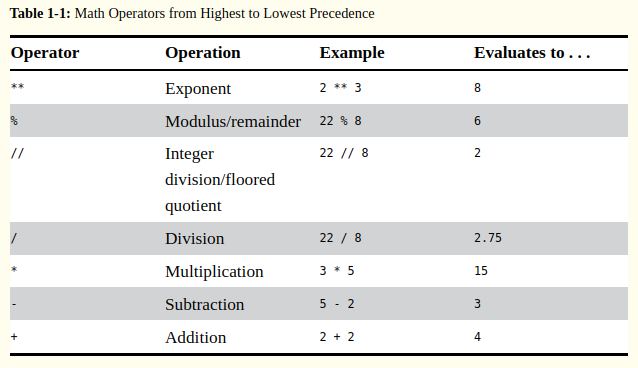 Table 1-1: Math Operators from Highest to Lowest Precedence
Operator Operation Example Evaluates to . . .
** Exponent 2 ** 3 8
% Modulus/remainder 22 % 8 6
// Integer division/floored quotient 22 // 8 2
/ Division 22 / 8 2.75
* Multiplication 3 * 5 15
- Subtraction 5 - 2 3
+ Addition 2 + 2 4